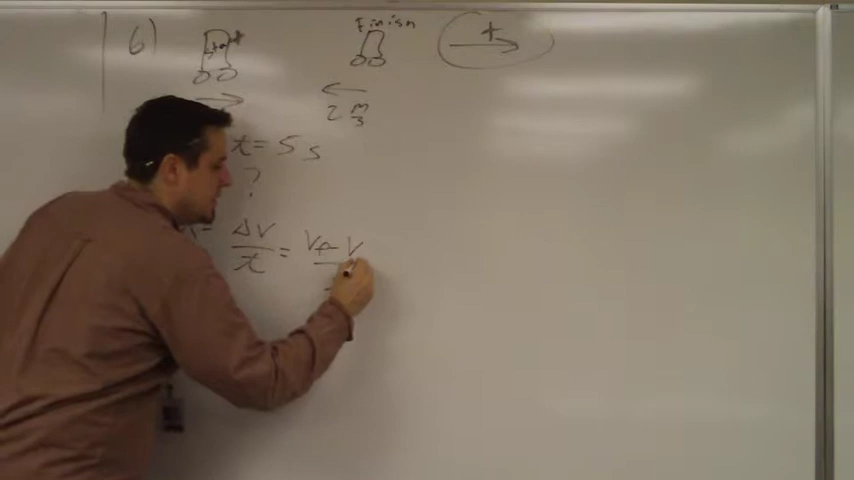 6) Start Finish +
2 m/s
t = 5 s
?
= ΔV/t = Vf - V